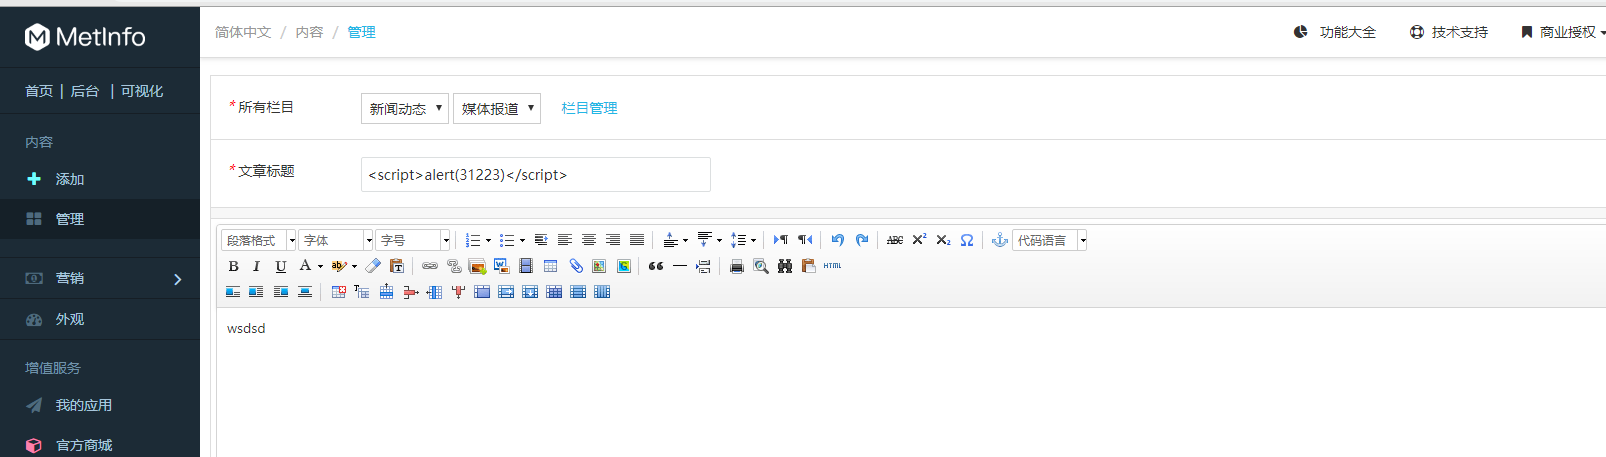 MetInfo
简体中文 / 内容 / 管理
功能大全 技术支持 商业授权
首页 | 后台 | 可视化
内容
添加
管理
营销
外观
增值服务
我的应用
官方商城
*所有栏目 新闻动态 媒体报道 栏目管理
*文章标题 <script>alert(31223)</script>
段落格式 字体 字号 ABC X² X₂ Ω 代码语言
B I U A ab HTML
wsdsd